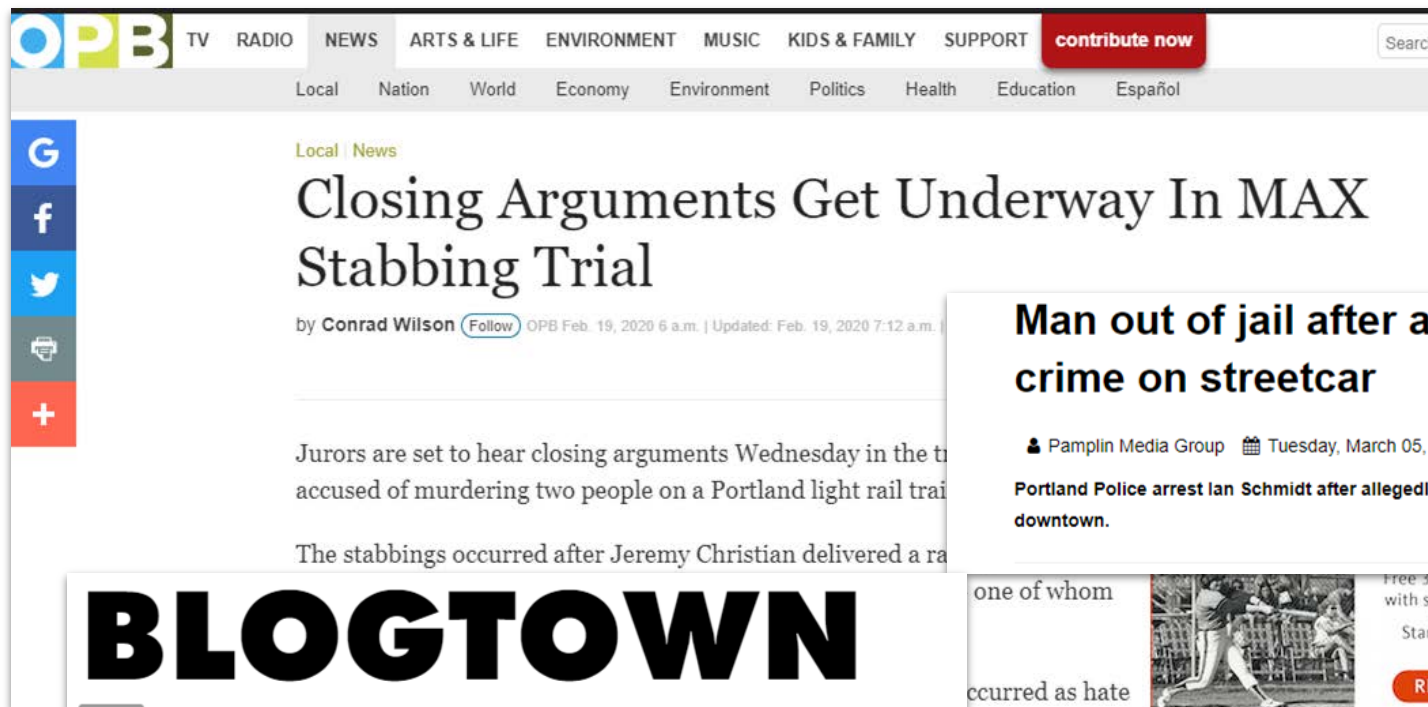 OPB TV RADIO NEWS ARTS & LIFE ENVIRONMENT MUSIC KIDS & FAMILY SUPPORT contribute now Searc
Local Nation World Economy Environment Politics Health Education Español
Local | News
Closing Arguments Get Underway In MAX
Stabbing Trial
by Conrad Wilson Follow OPB Feb. 19, 2020 6 a.m. | Updated: Feb. 19, 2020 7:12 a.m. |
Jurors are set to hear closing arguments Wednesday in the
accused of murdering two people on a Portland light rail
The stabbings occurred after Jeremy Christian delivered a
Man out of jail after a
crime on streetcar
Pamplin Media Group Tuesday, March 05,
Portland Police arrest Ian Schmidt after
downtown.
one of whom
occurred as hate
BLOGTOWN
with s